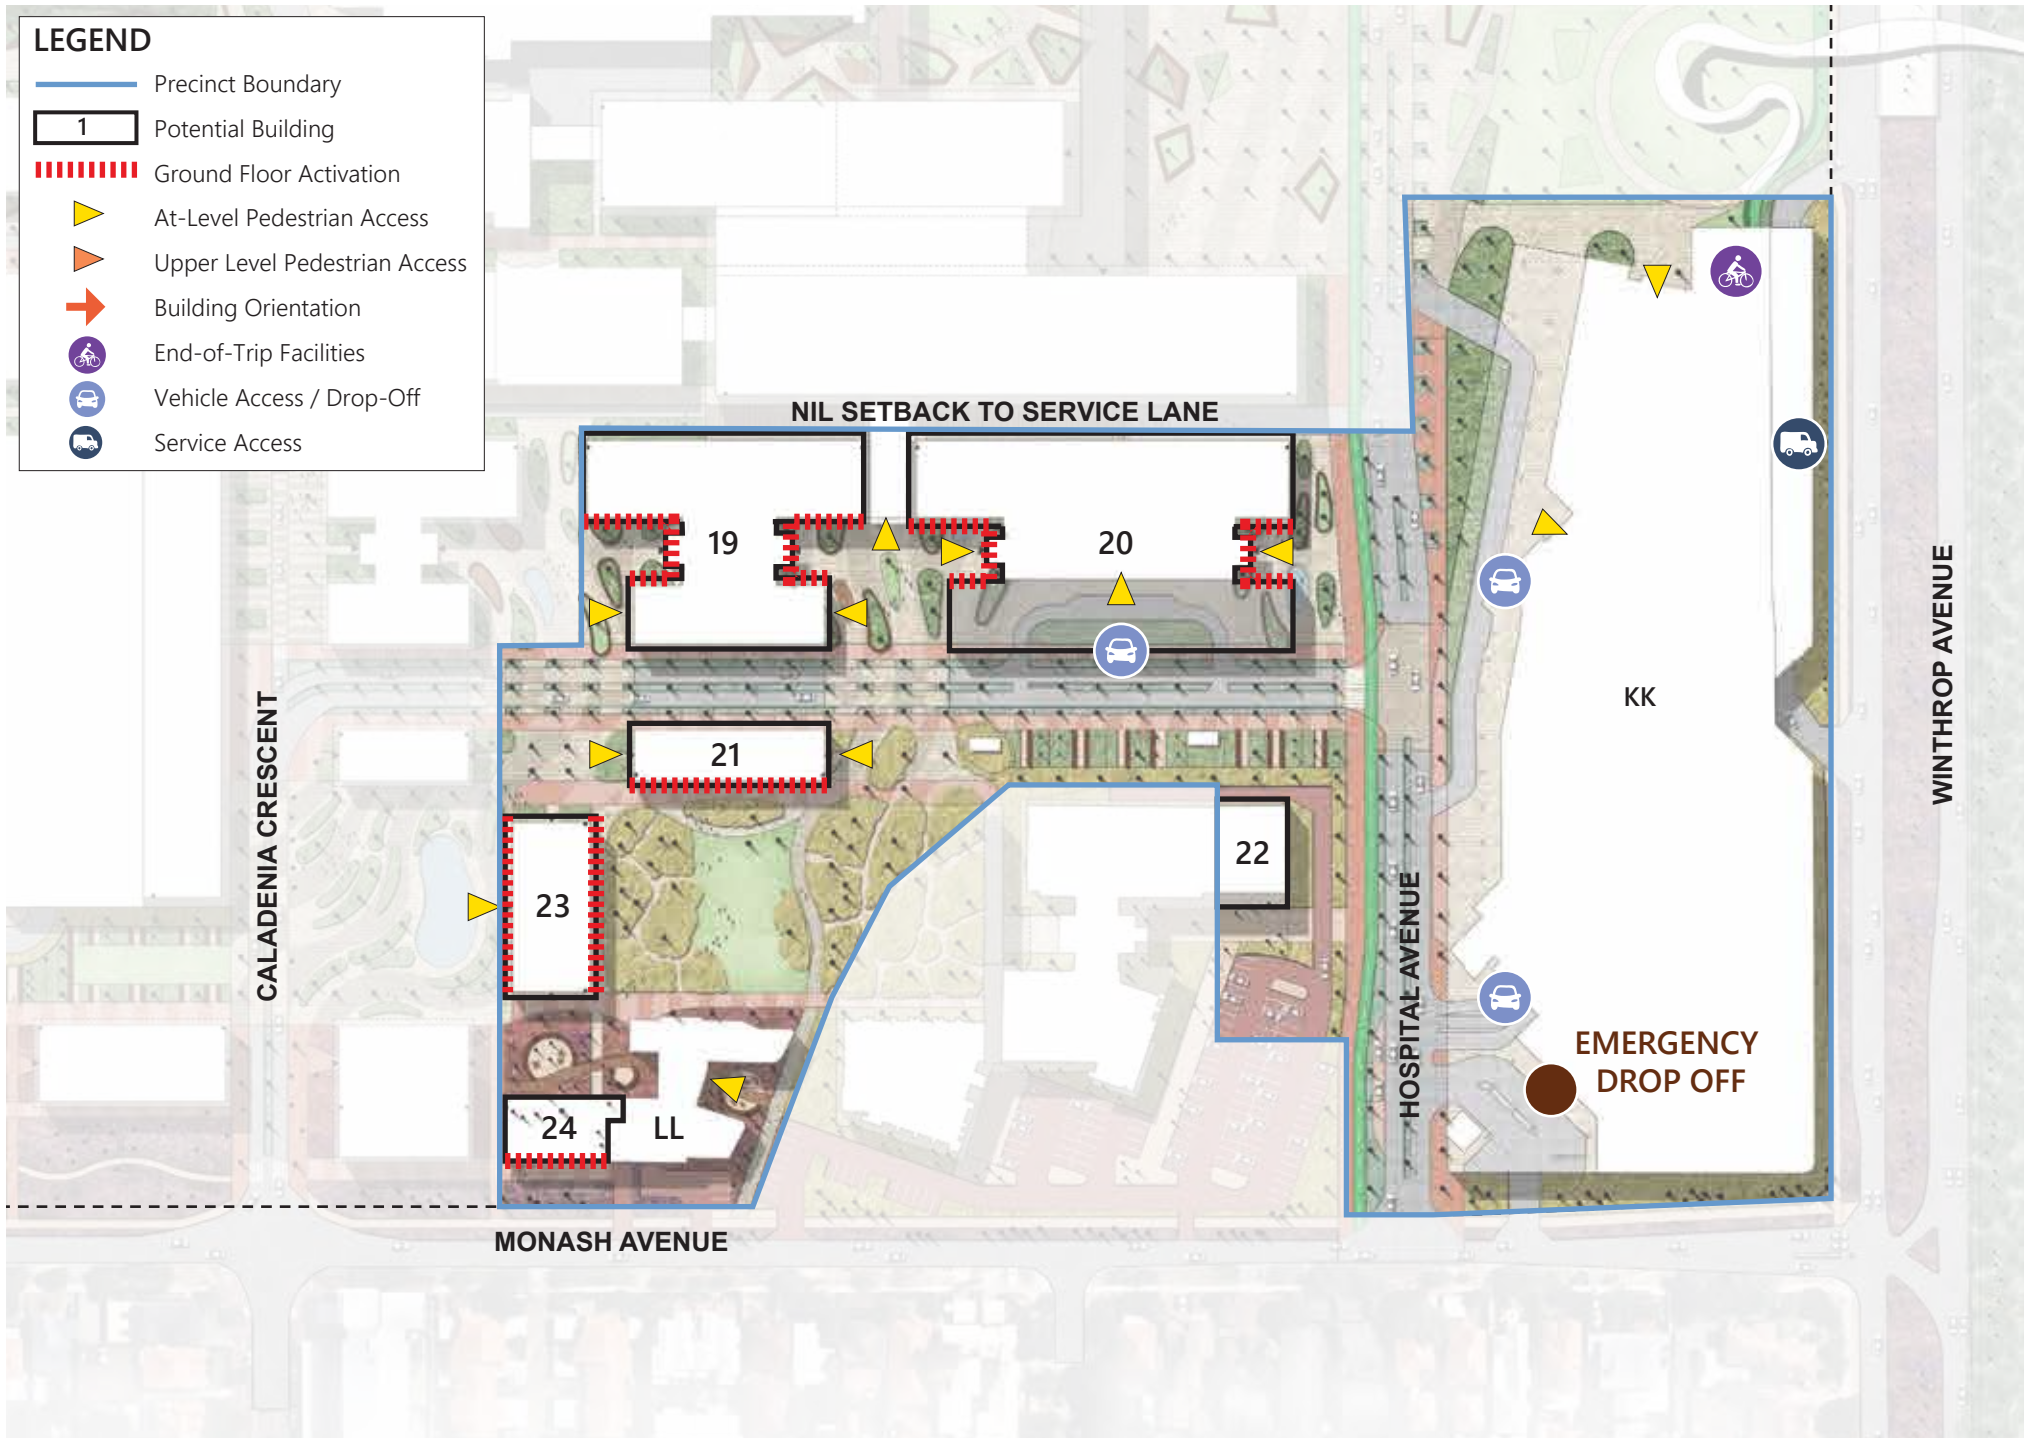 LEGEND
Precinct Boundary
1
Potential Building
Ground Floor Activation
At-Level Pedestrian Access
Upper Level Pedestrian Access
Building Orientation
End-of-Trip Facilities
Vehicle Access / Drop-Off
Service Access
NIL SETBACK TO SERVICE LANE
19
20
21
22
23
24
LL
KK
EMERGENCY
DROP OFF
CALADENIA CRESCENT
HOSPITAL AVENUE
WINTHROP AVENUE
MONASH AVENUE